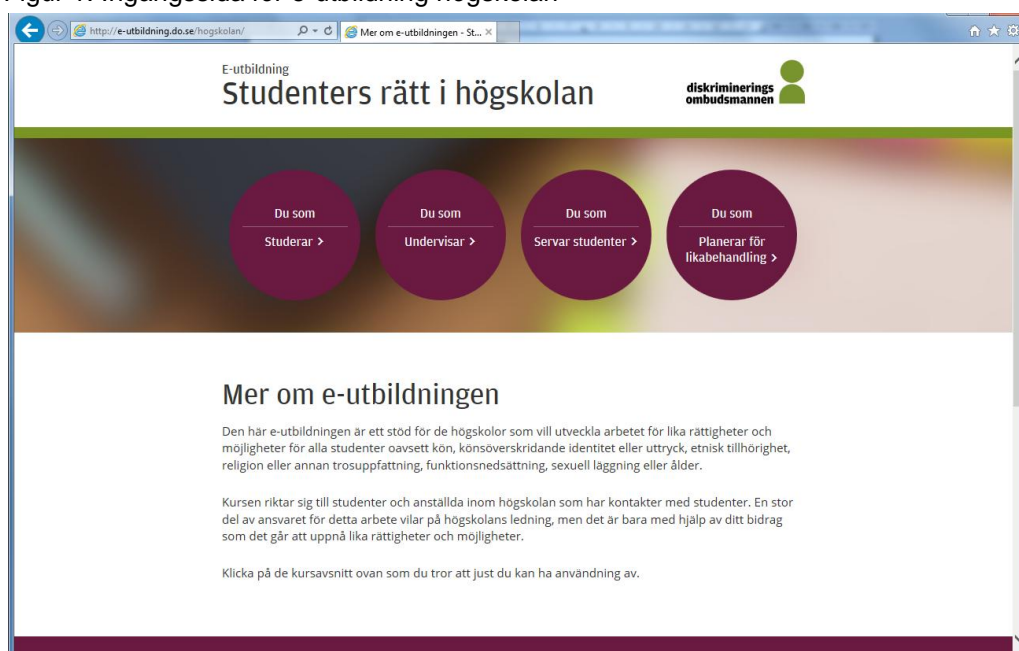 Figur 1. Ingångssida för e-utbildning högskolan
http://e-utbildning.do.se/hogskolan/
Mer om e-utbildningen - St...
E-utbildning
Studenters rätt i högskolan
diskriminerings
ombudsmannen
Du som
Studerar >
Du som
Undervisar >
Du som
Servar studenter >
Du som
Planerar för
likabehandling >
Mer om e-utbildningen
Den här e-utbildningen är ett stöd för de högskolor som vill utveckla arbetet för lika rättigheter och
möjligheter för alla studenter oavsett kön, könsöverskridande identitet eller uttryck, etnisk tillhörighet,
religion eller annan trosuppfattning, funktionsnedsättning, sexuell läggning eller ålder.
Kursen riktar sig till studenter och anställda inom högskolan som har kontakter med studenter. En stor
del av ansvaret för detta arbete vilar på högskolans ledning, men det är bara med hjälp av ditt bidrag
som det går att uppnå lika rättigheter och möjligheter.
Klicka på de kursavsnitt ovan som du tror att just du kan ha användning av.